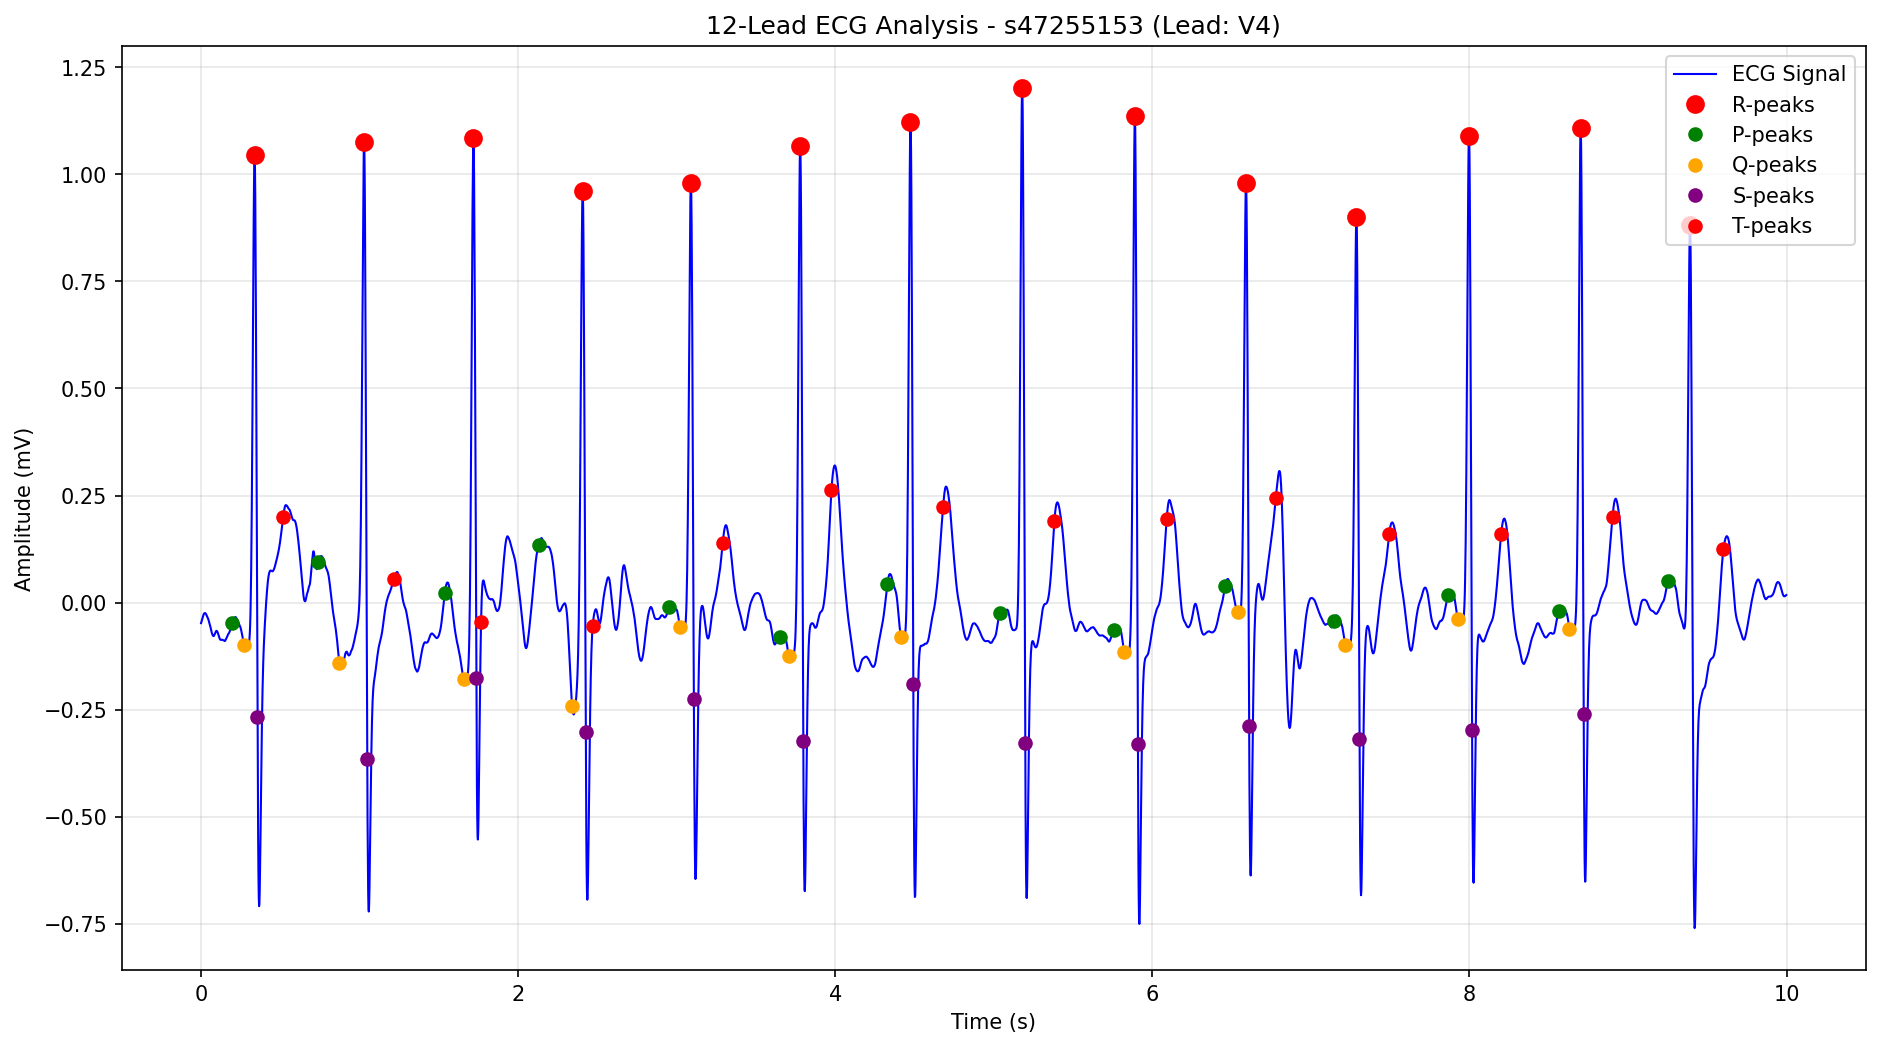 12-Lead ECG Analysis - s47255153 (Lead: V4)
ECG Signal
R-peaks
P-peaks
Q-peaks
S-peaks
T-peaks
Amplitude (mV)
1.25
1.00
0.75
0.50
0.25
0.00
−0.25
−0.50
−0.75
0 2 4 6 8 10
Time (s)